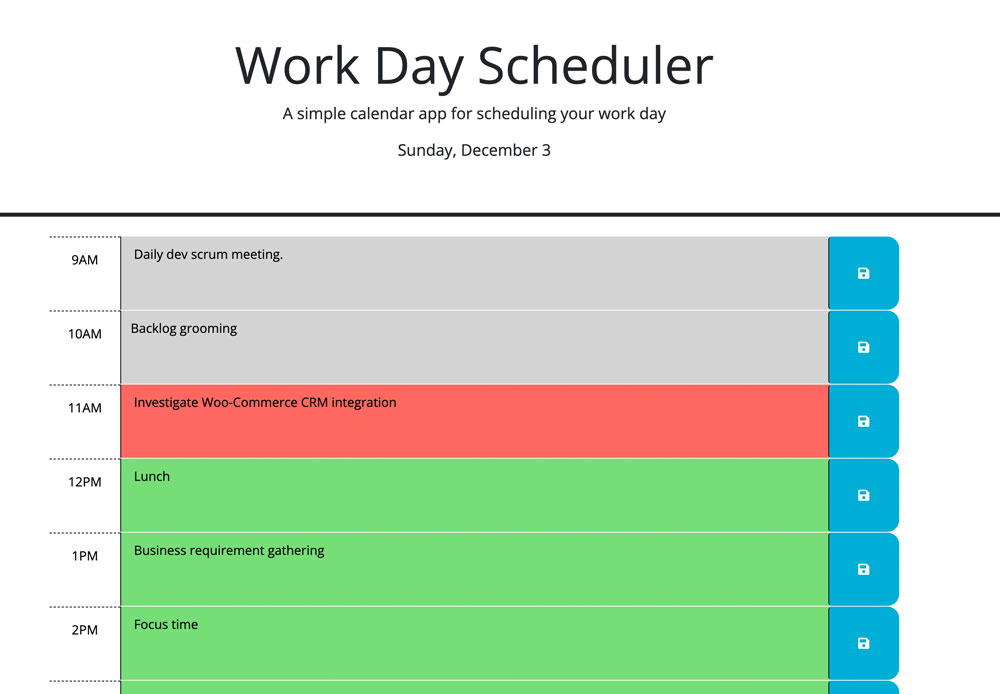 Work Day Scheduler
A simple calendar app for scheduling your work day
Sunday, December 3
9AM
Daily dev scrum meeting.
10AM
Backlog grooming
11AM
Investigate Woo-Commerce CRM integration
12PM
Lunch
1PM
Business requirement gathering
2PM
Focus time